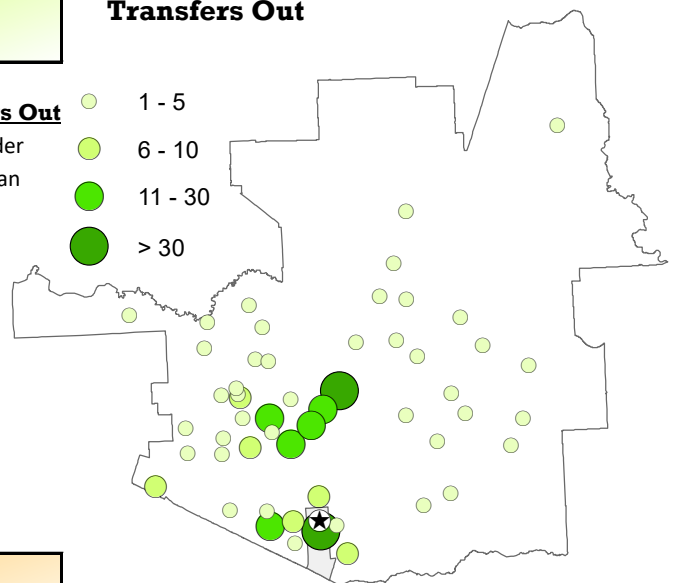 Transfers Out
s Out
der
an
1 - 5
6 - 10
11 - 30
> 30